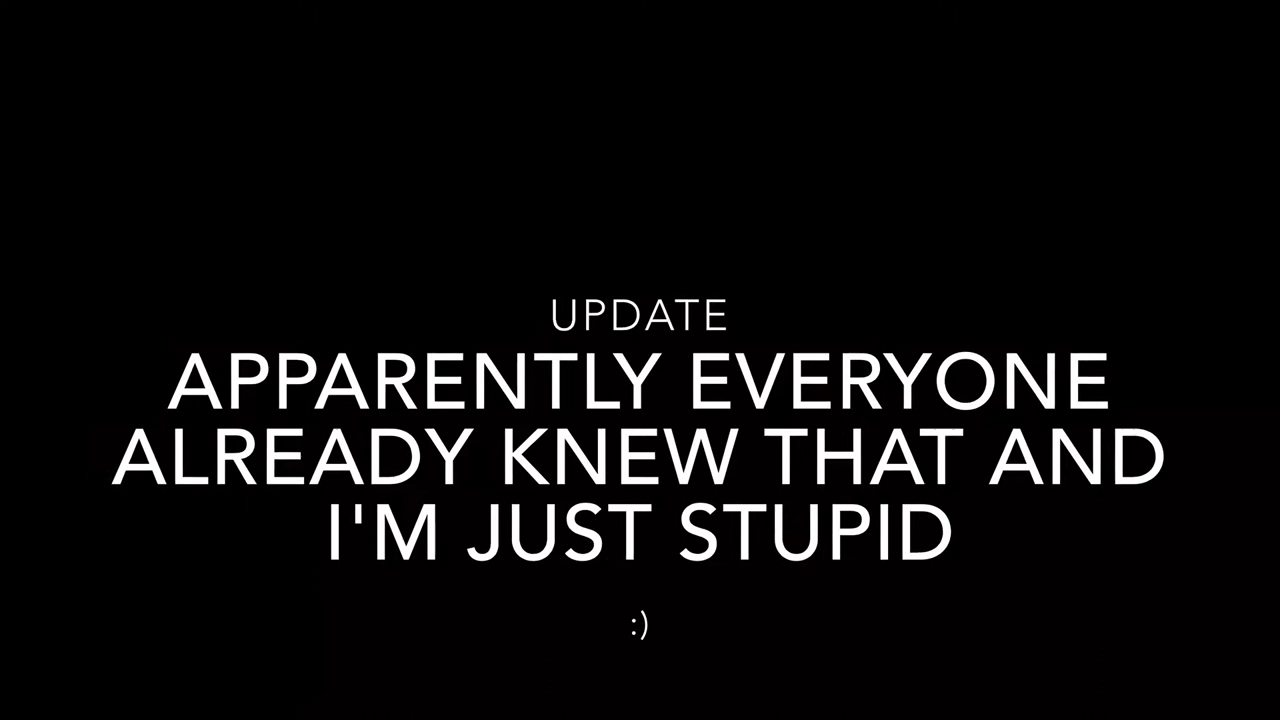 UPDATE
APPARENTLY EVERYONE
ALREADY KNEW THAT AND
I'M JUST STUPID
:)